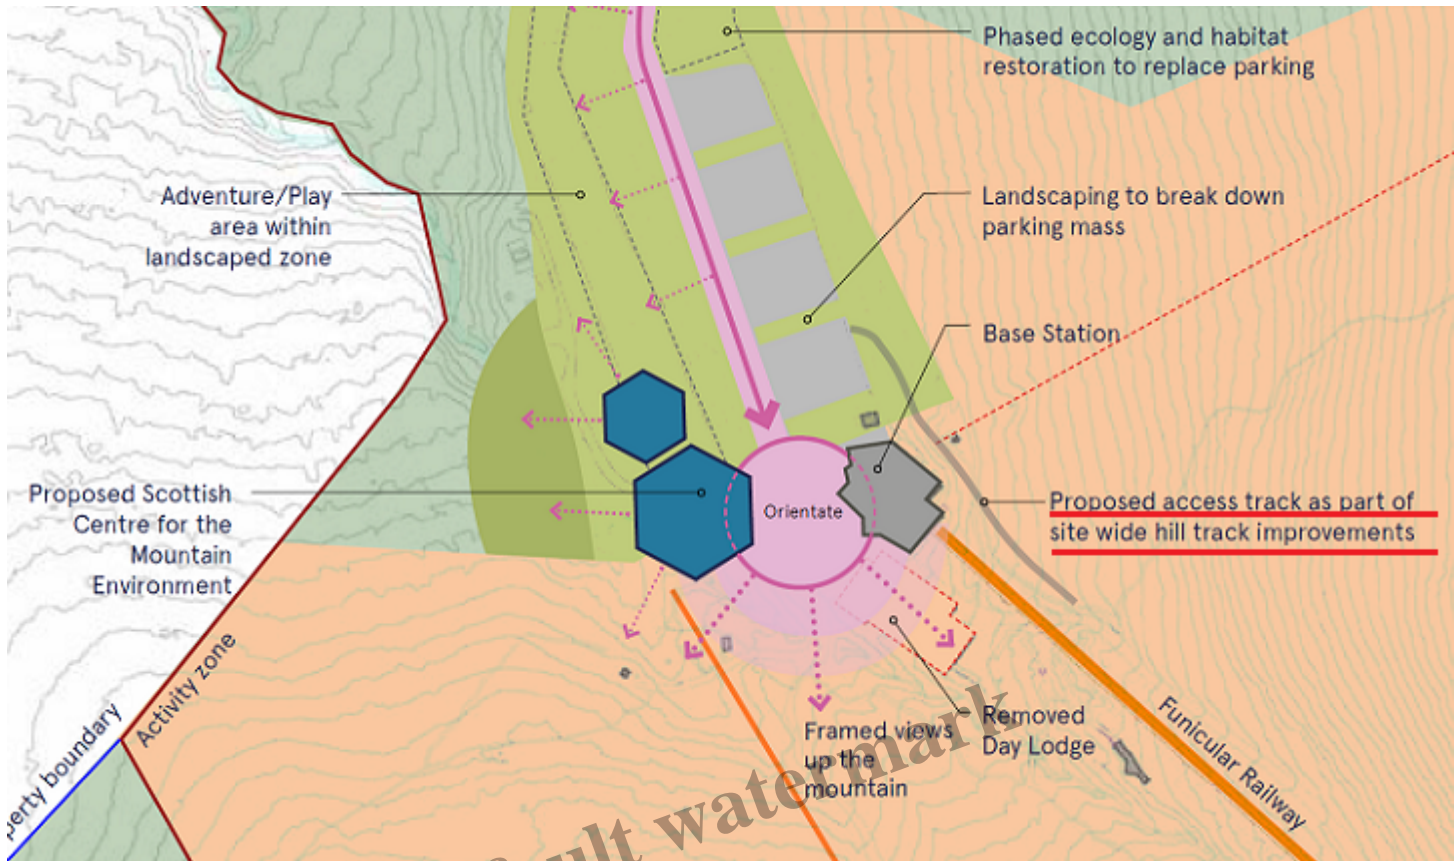 Phased ecology and habitat
restoration to replace parking
Adventure/Play
area within
landscaped zone
Landscaping to break down
parking mass
Base Station
Proposed Scottish
Centre for the
Mountain
Environment
Orientate
Proposed access track as part of
site wide hill track improvements
Activity zone
perty boundary
Framed views
up the
mountain
Removed
Day Lodge
Funicular Railway
ult watermark